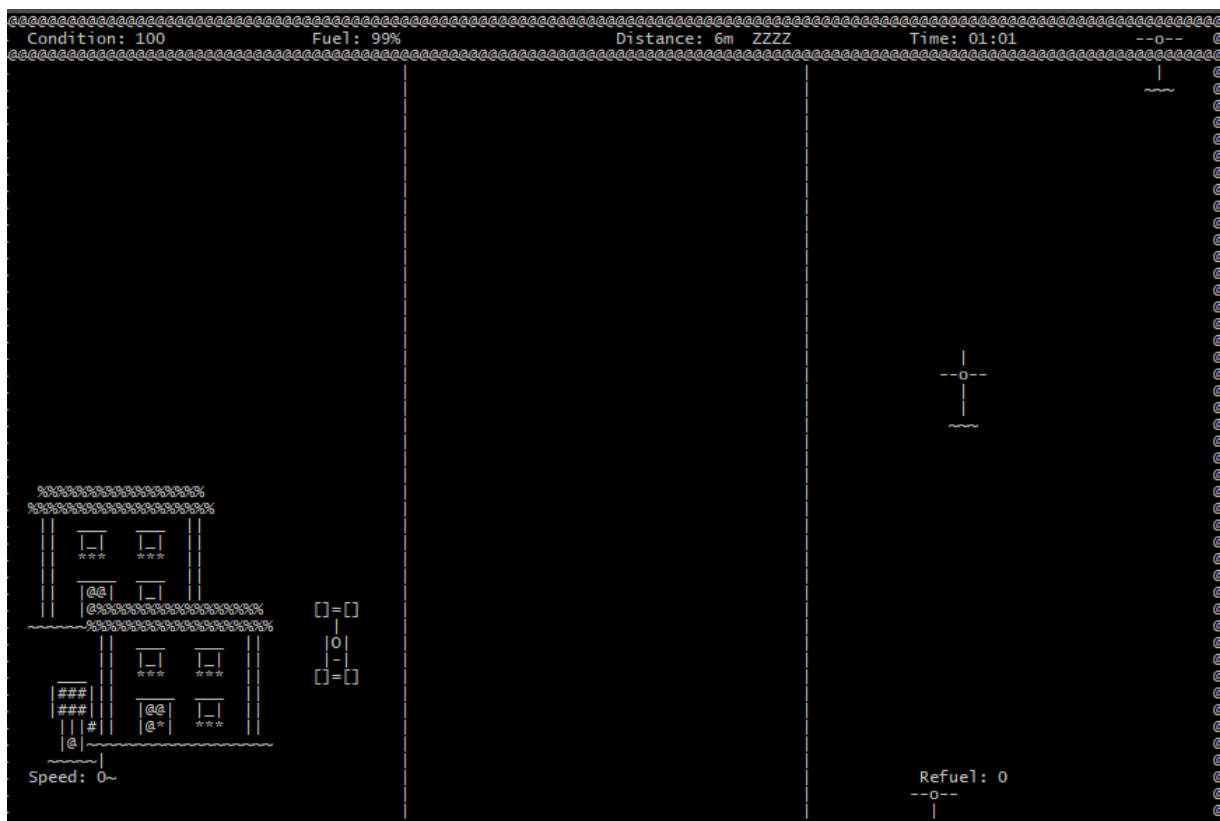 Condition: 100 Fuel: 99% Distance: 6m ZZZZ Time: 01:01
Speed: 0~
Refuel: 0